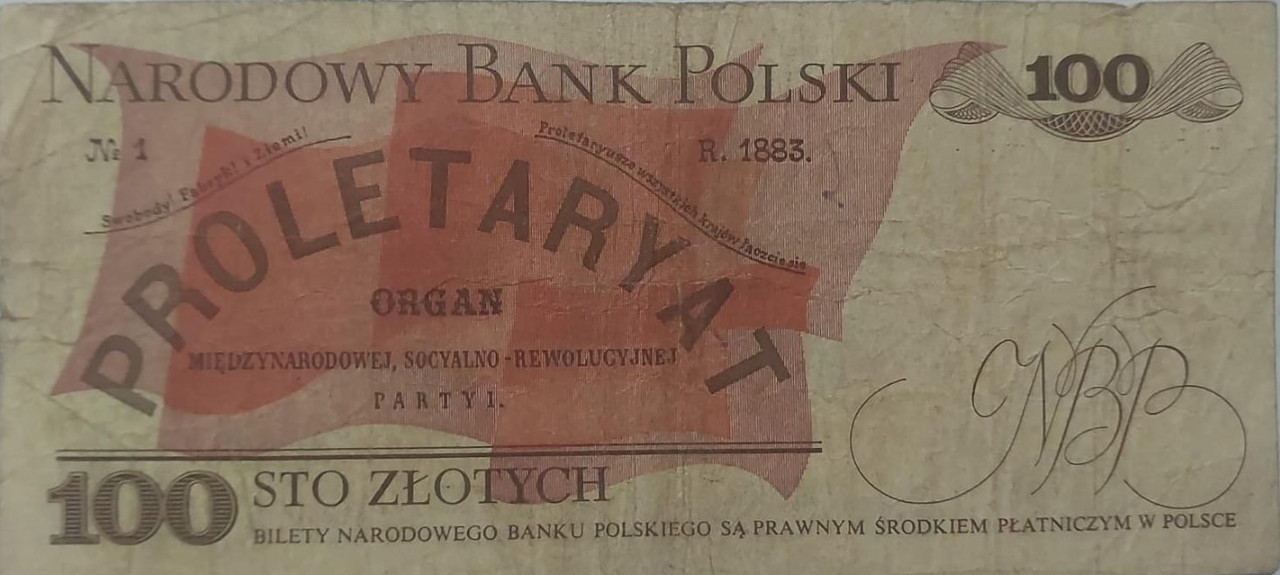 NARODOWY BANK POLSKI 100
№ 1
Swobody! Fabryk! i Ziemi!
Proletaryusze wszystkich krajów łączcie się
R. 1883.
PROLETARYAT
ORGAN
MIĘDZYNARODOWEJ, SOCYALNO-REWOLUCYJNEJ
PARTYI.
NBP
100 STO ZŁOTYCH
BILETY NARODOWEGO BANKU POLSKIEGO SĄ PRAWNYM ŚRODKIEM PŁATNICZYM W POLSCE